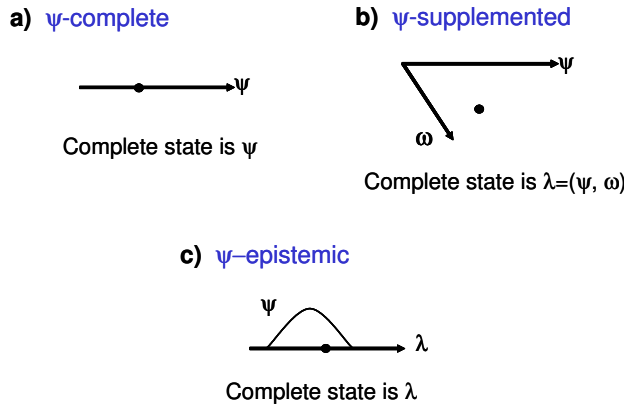 a) ψ-complete
ψ
Complete state is ψ
b) ψ-supplemented
ψ
ω
Complete state is λ=(ψ, ω)
c) ψ–epistemic
ψ
λ
Complete state is λ